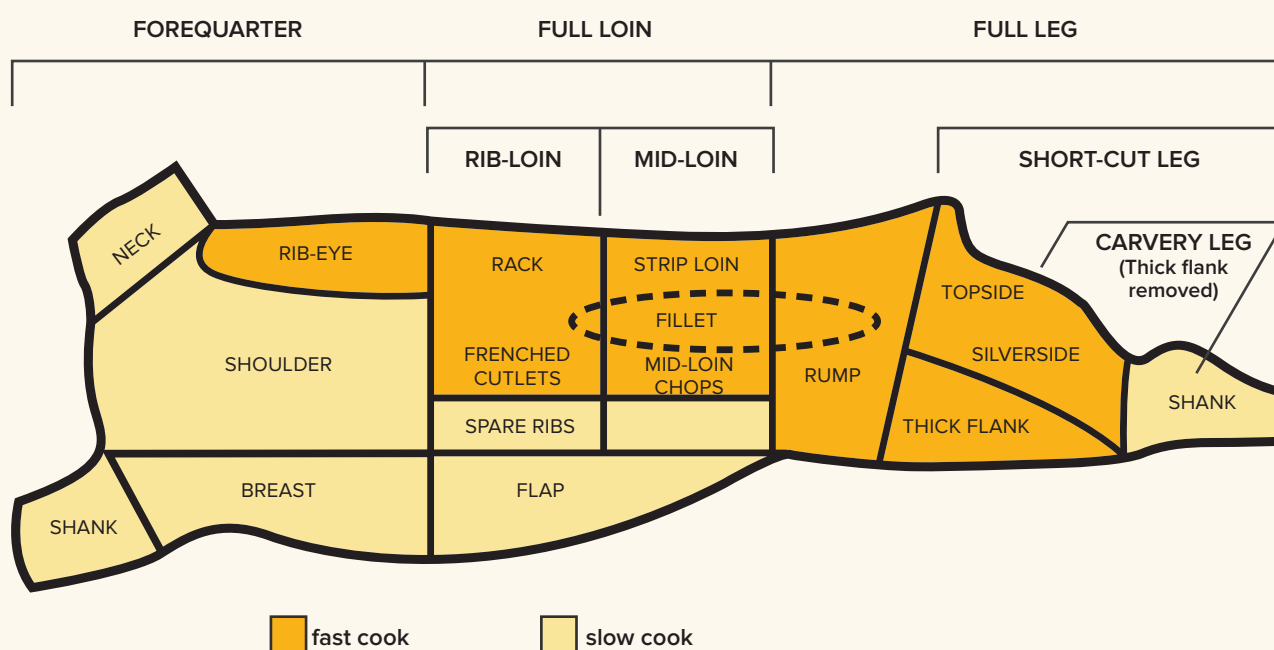 FOREQUARTER
FULL LOIN
FULL LEG
RIB-LOIN
MID-LOIN
SHORT-CUT LEG
NECK
RIB-EYE
RACK
STRIP LOIN
CARVERY LEG
(Thick flank
removed)
TOPSIDE
FILLET
SHOULDER
FRENCHED
CUTLETS
MID-LOIN
CHOPS
RUMP
SILVERSIDE
SHANK
SPARE RIBS
THICK FLANK
BREAST
FLAP
SHANK
fast cook
slow cook